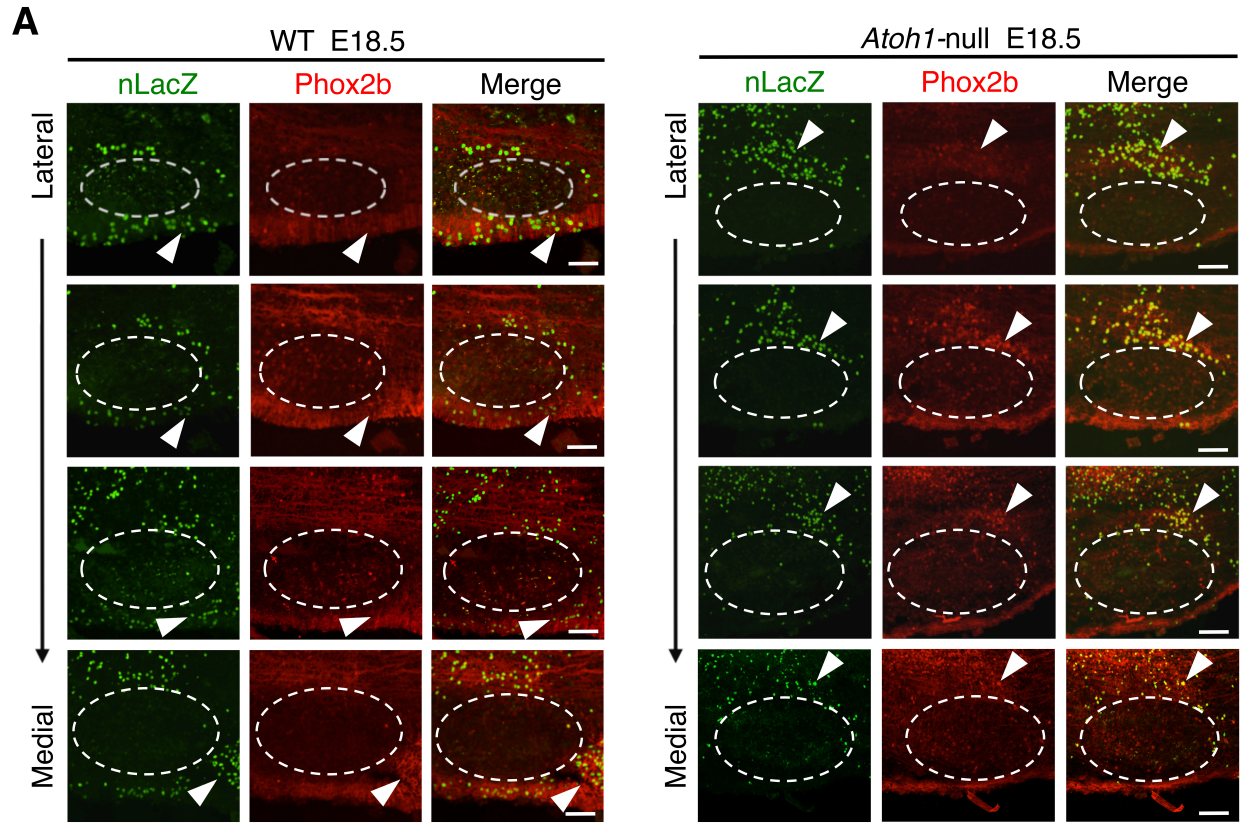 A
WT E18.5
Atoh1-null E18.5
nLacZ Phox2b Merge
nLacZ Phox2b Merge
Lateral
Medial
Lateral
Medial